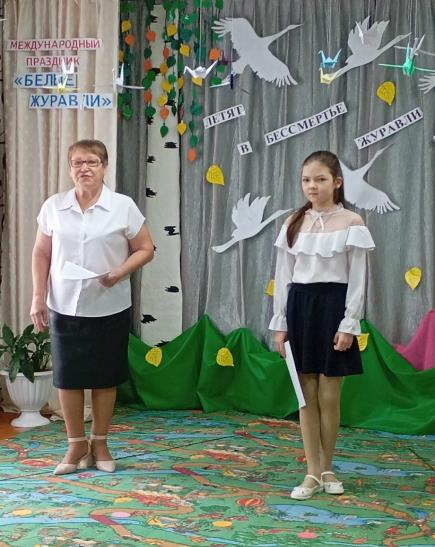 МЕЖДУНАРОДНЫЙ
ПРАЗДНИК
«БЕЛЫЕ
ЖУРАВЛИ»
ЛЕТЯТ
В
БЕССМЕРТЬЕ
ЖУРАВЛИ